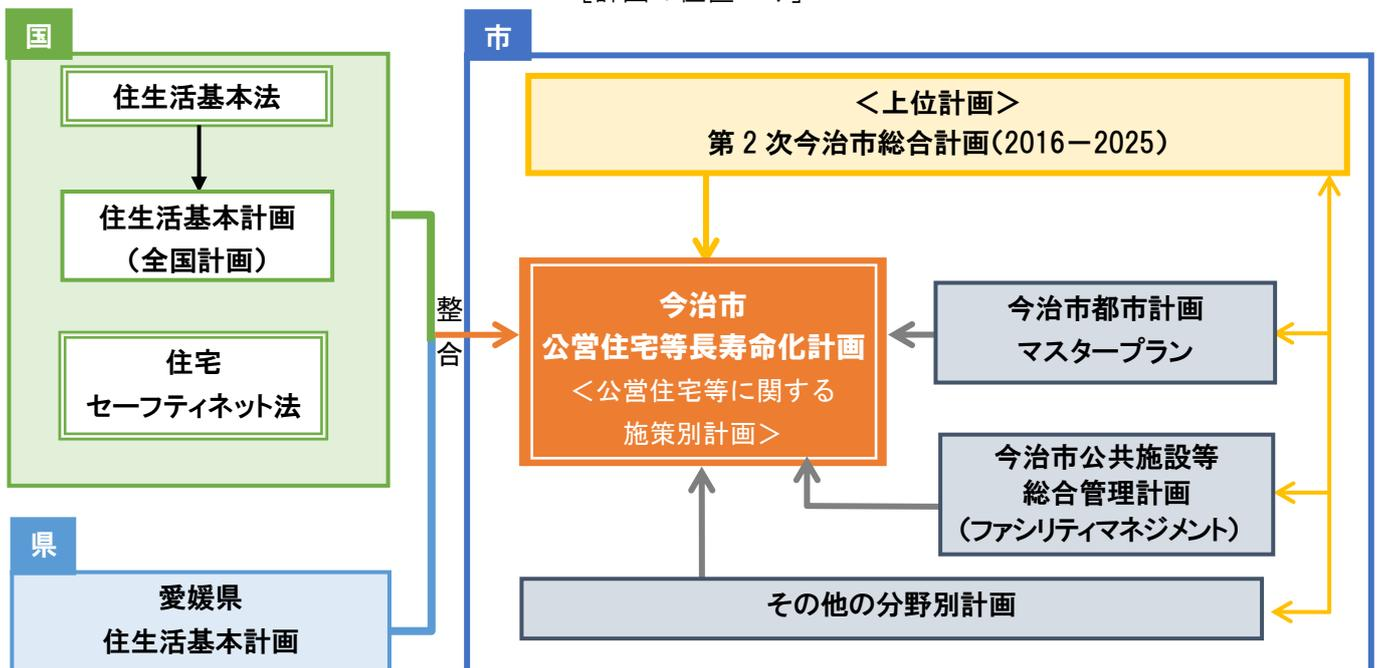 ［計画の位置づけ］
国
住生活基本法
住生活基本計画
（全国計画）
住宅
セーフティネット法
県
愛媛県
住生活基本計画
整
合
市
＜上位計画＞
第２次今治市総合計画（2016－2025）
今治市
公営住宅等長寿命化計画
＜公営住宅等に関する
施策別計画＞
今治市都市計画
マスタープラン
今治市公共施設等
総合管理計画
（ファシリティマネジメント）
その他の分野別計画